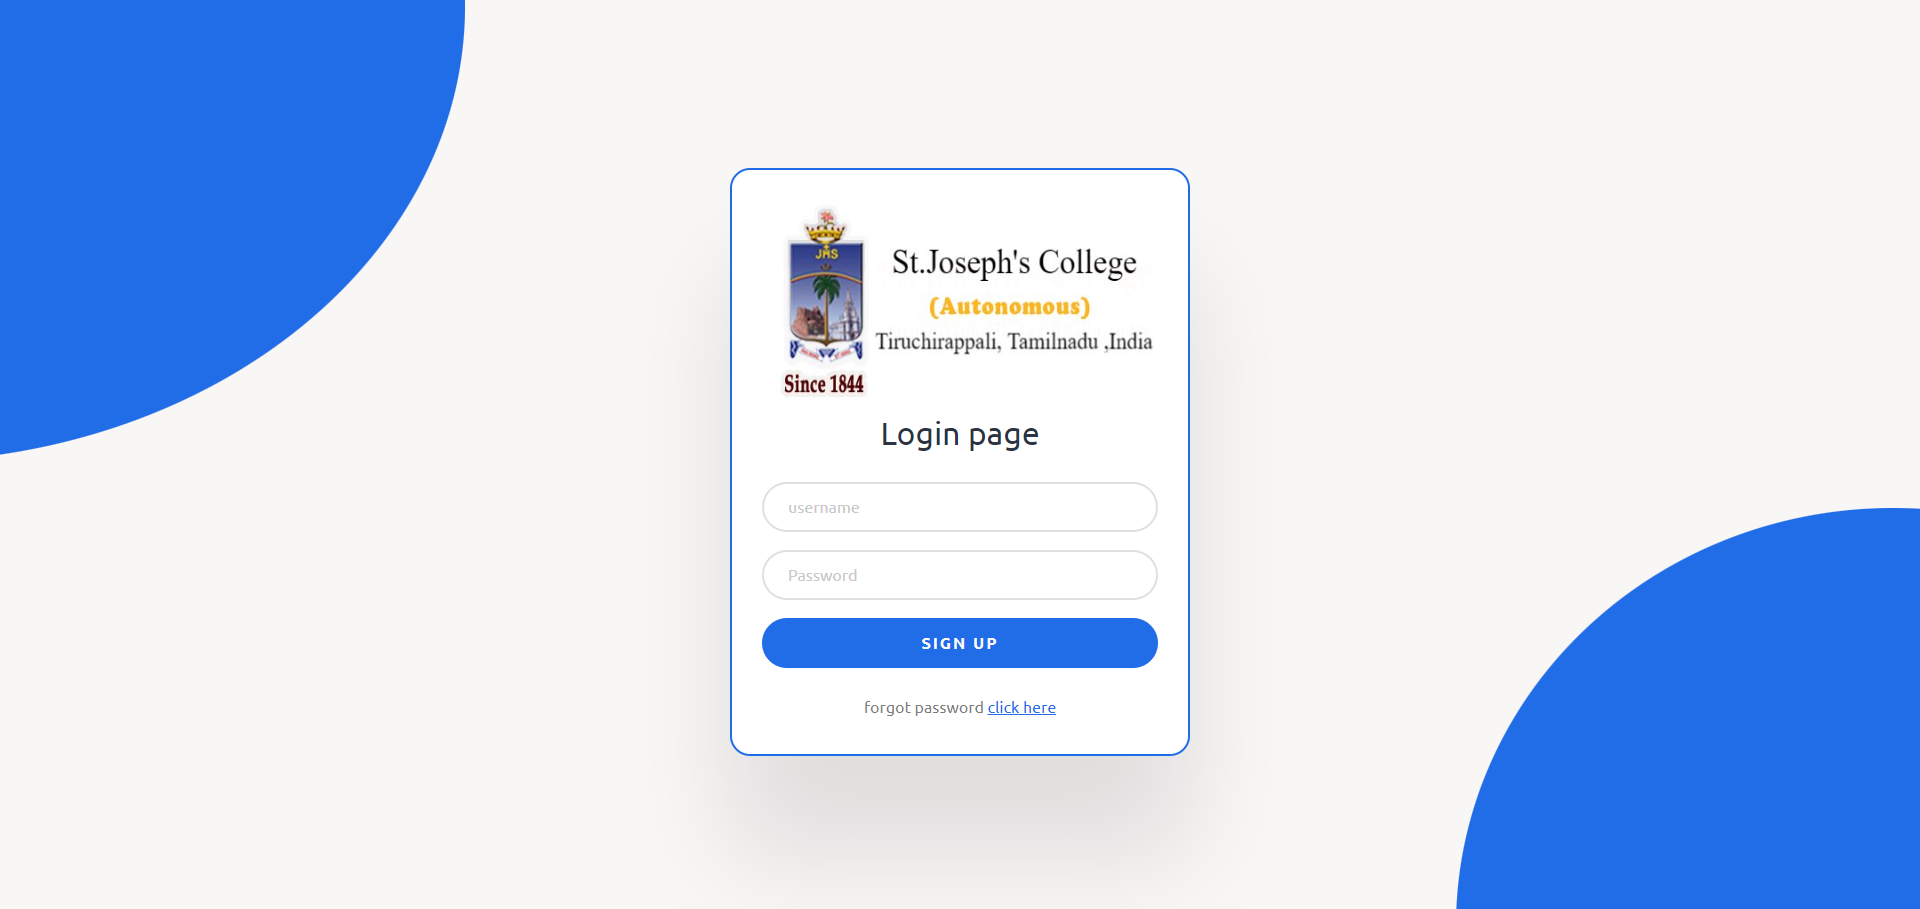 JHS
St.Joseph's College
(Autonomous)
Tiruchirappali, Tamilnadu ,India
Since 1844
Login page
username
Password
SIGN UP
forgot password click here